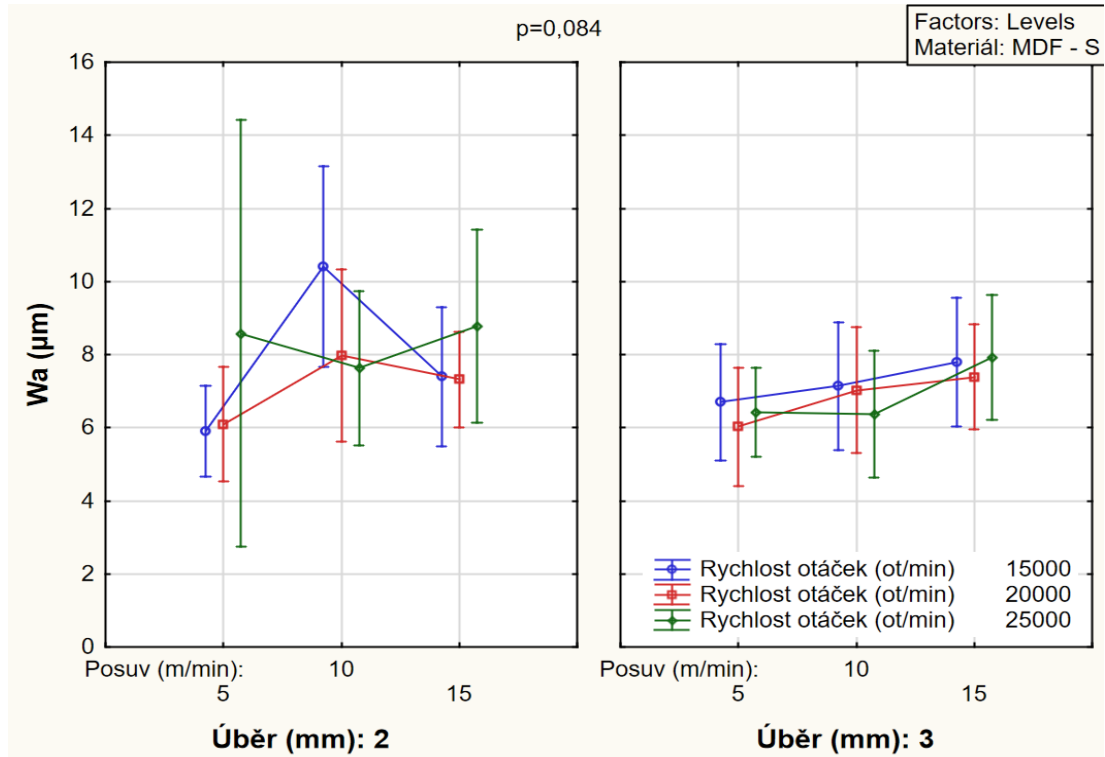 p=0,084
Factors: Levels
Materiál: MDF - S
Wa (µm)
16
14
12
10
8
6
4
2
0
Posuv (m/min):
5
10
15
Úběr (mm): 2
Rychlost otáček (ot/min) 15000
Rychlost otáček (ot/min) 20000
Rychlost otáček (ot/min) 25000
Posuv (m/min):
5
10
15
Úběr (mm): 3